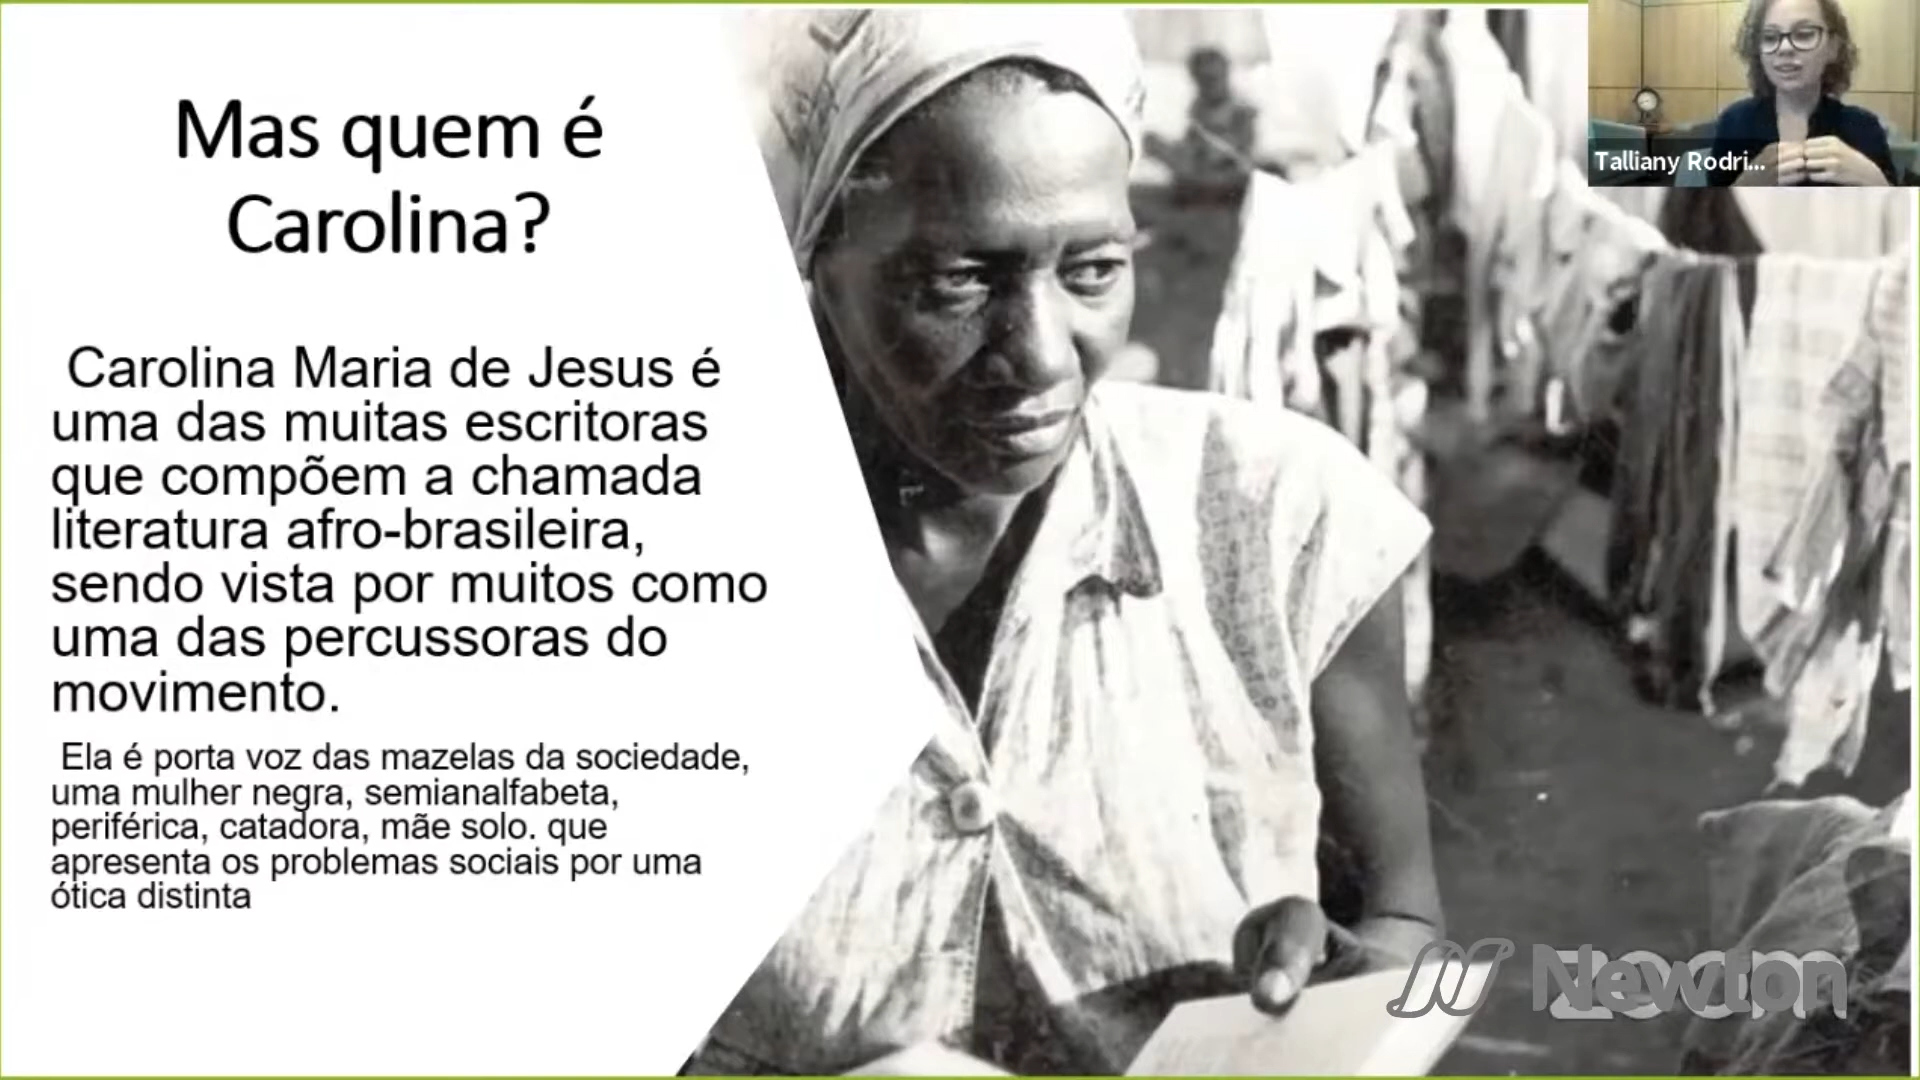 Mas quem é
Carolina?
Carolina Maria de Jesus é
uma das muitas escritoras
que compõem a chamada
literatura afro-brasileira,
sendo vista por muitos como
uma das percussoras do
movimento.
Ela é porta voz das mazelas da sociedade,
uma mulher negra, semianalfabeta,
periférica, catadora, mãe solo. que
apresenta os problemas sociais por uma
ótica distinta
Talliany Rodri...
Newton
zoom